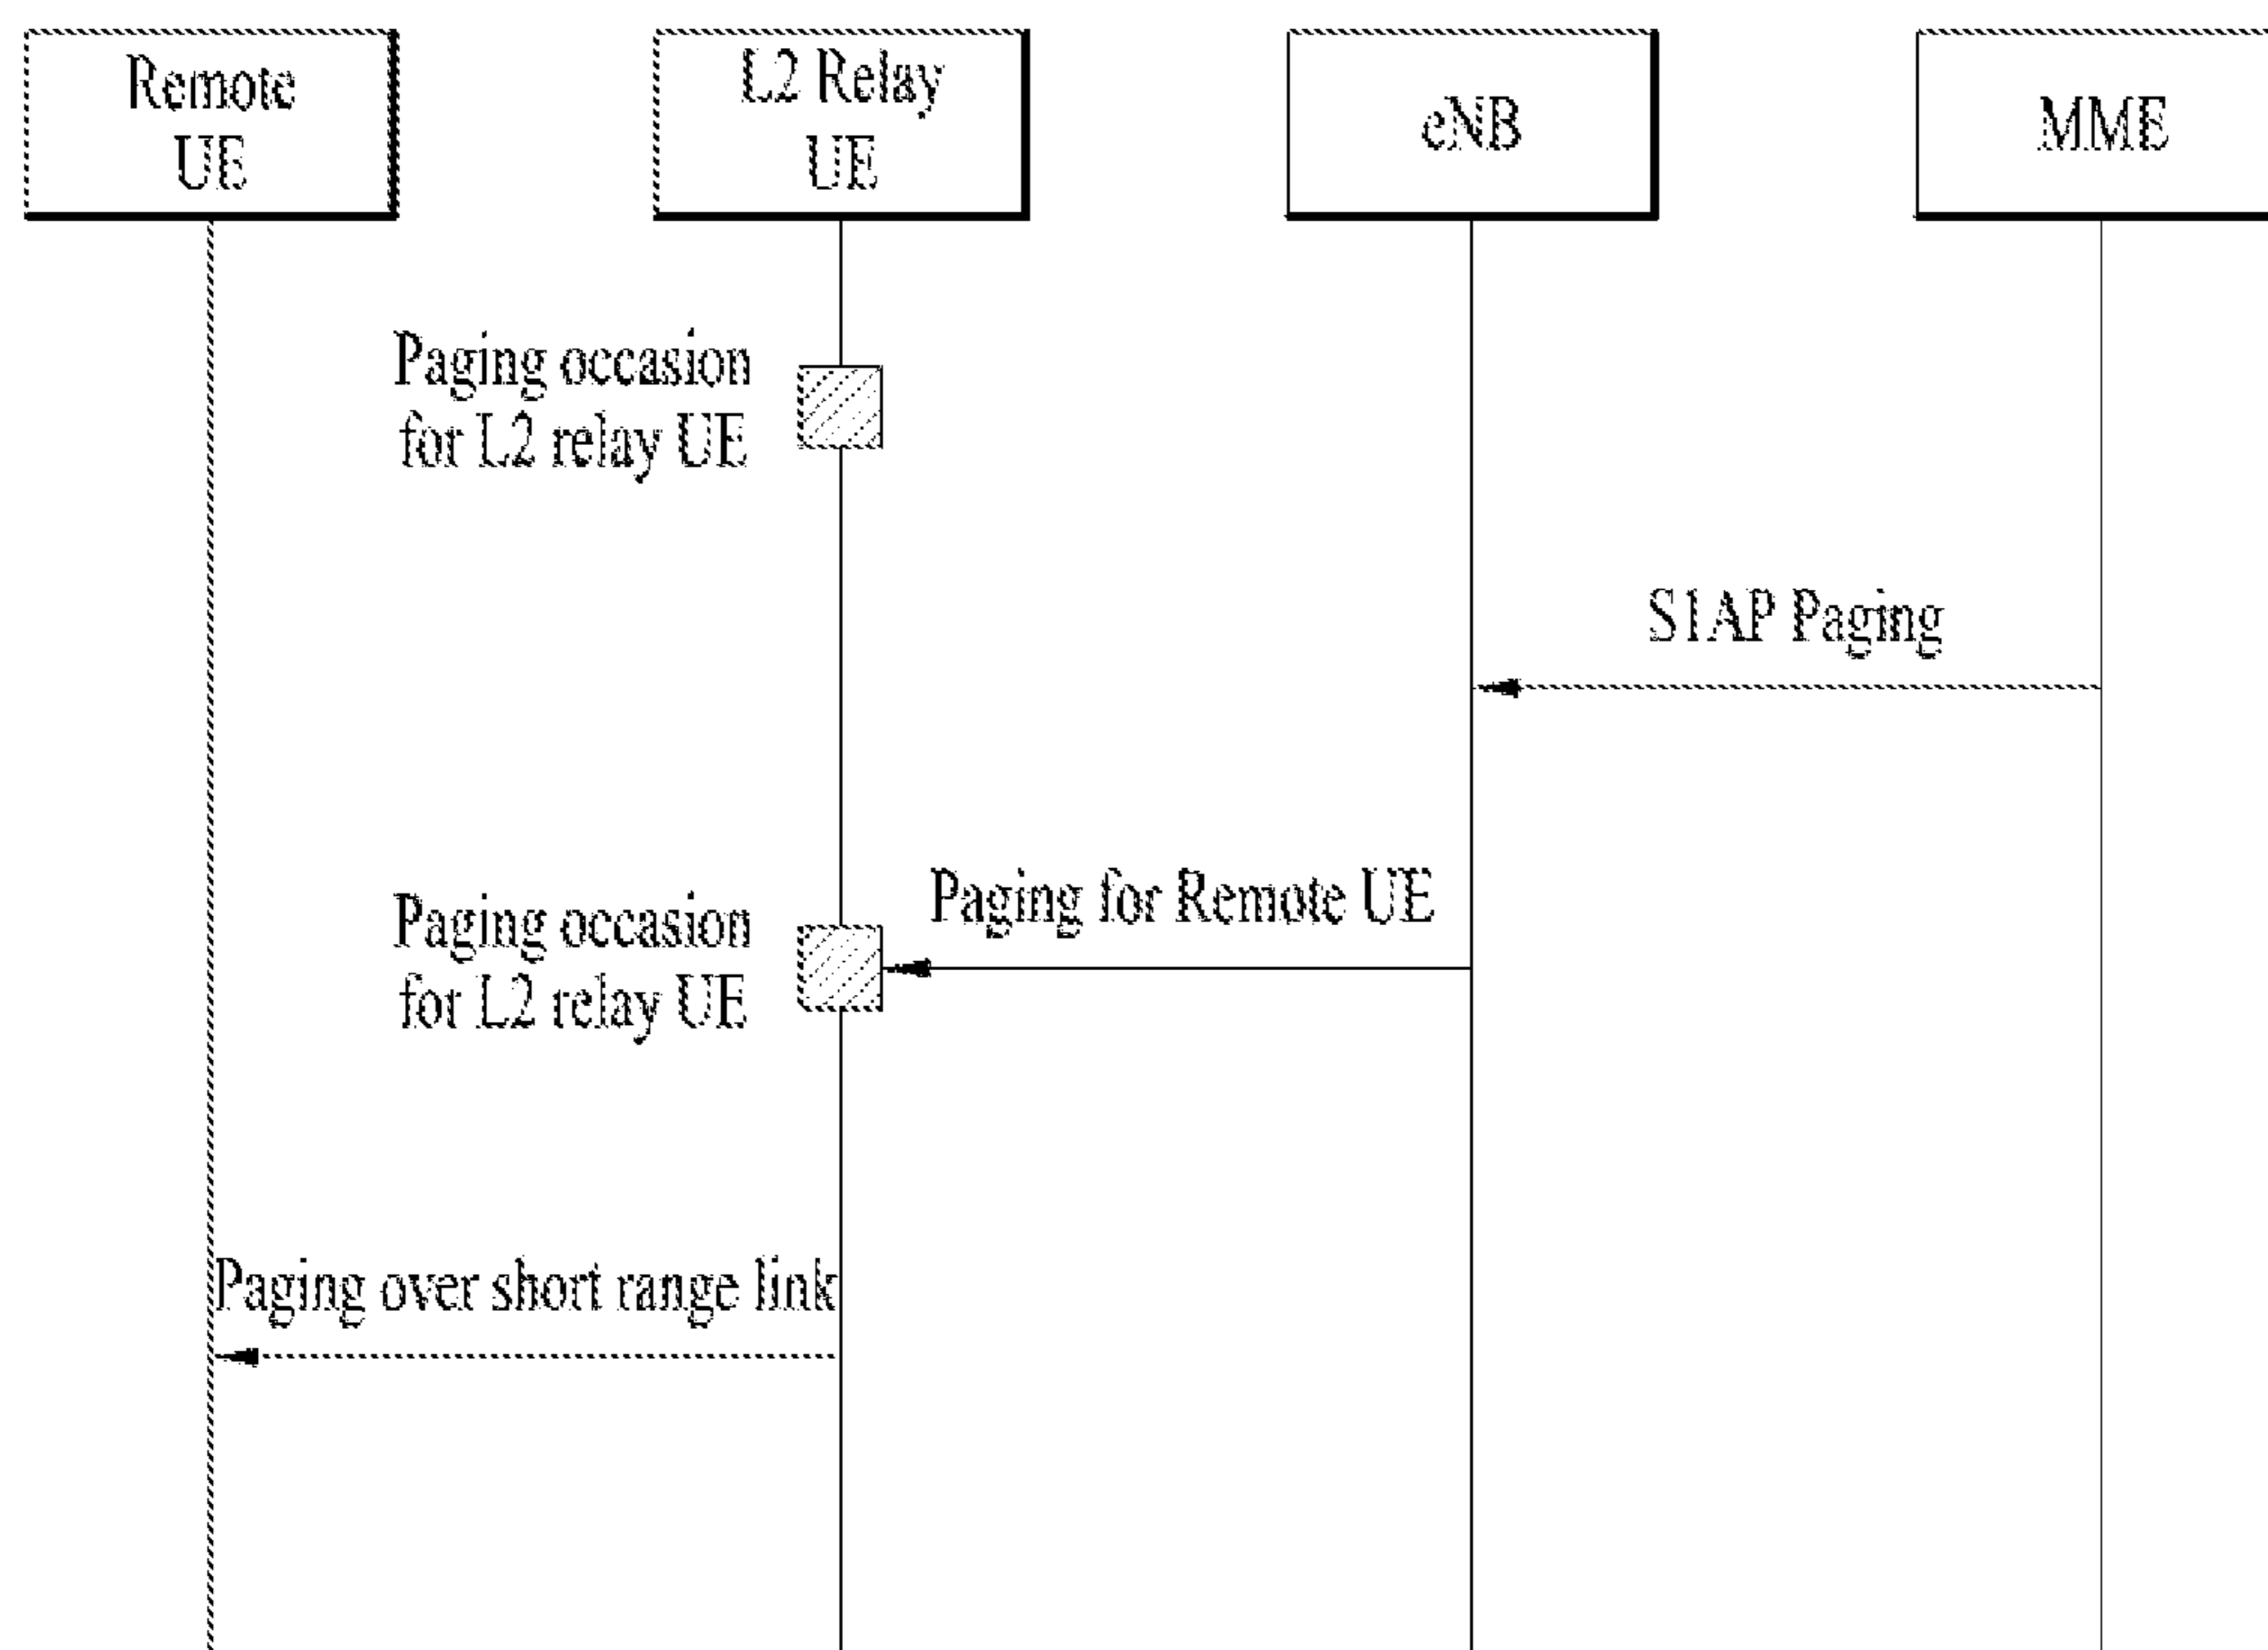 Remote
UE
L2 Relay
UE
eNB
MME
Paging occasion
for L2 relay UE
S1AP Paging
Paging for Remote UE
Paging occasion
for L2 relay UE
Paging over short range link